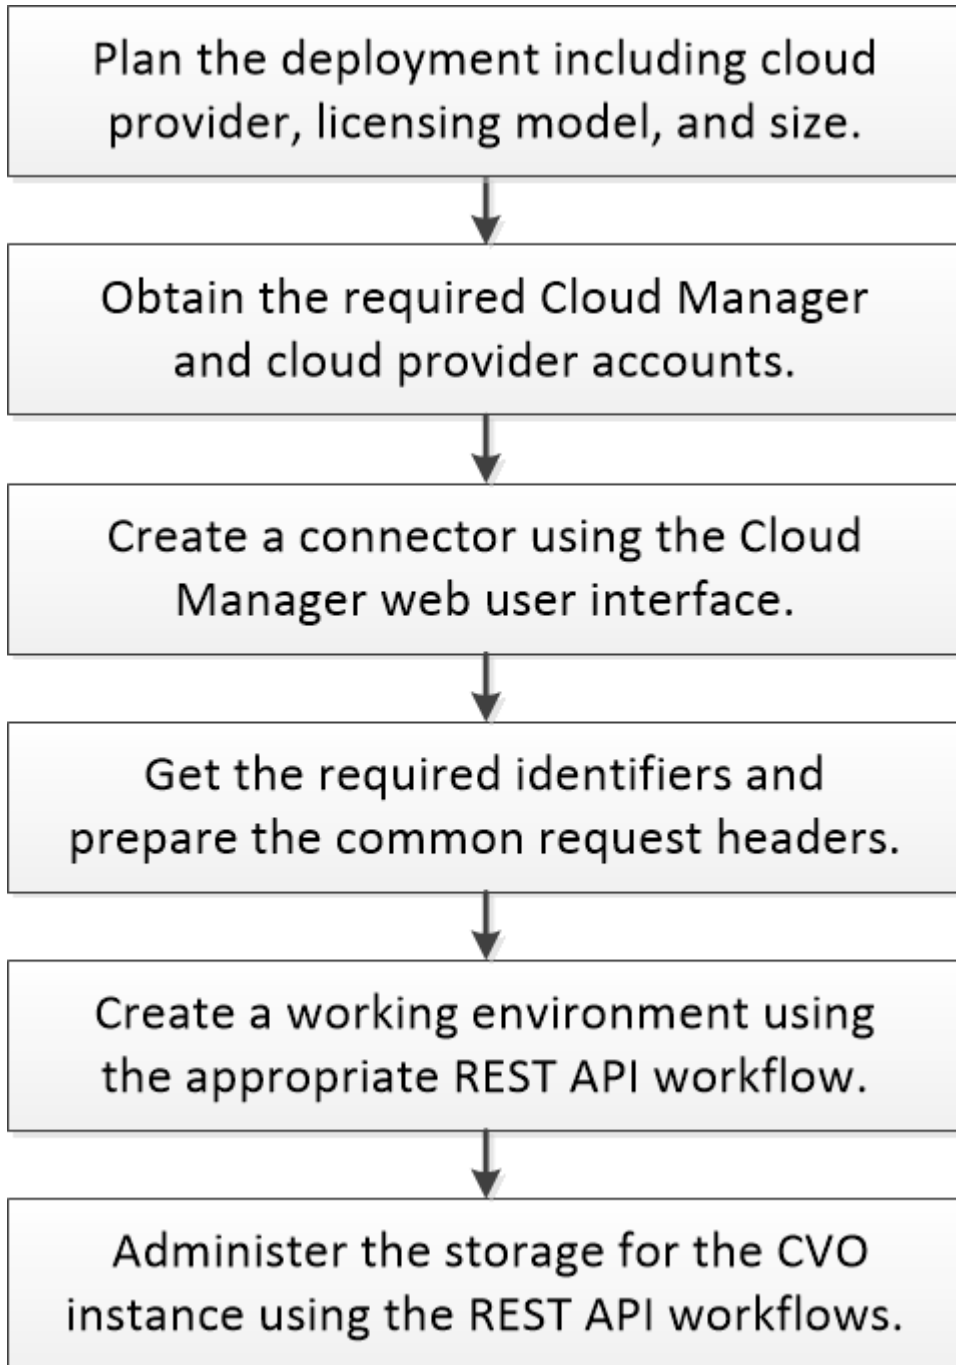 Plan the deployment including cloud
provider, licensing model, and size.
Obtain the required Cloud Manager
and cloud provider accounts.
Create a connector using the Cloud
Manager web user interface.
Get the required identifiers and
prepare the common request headers.
Create a working environment using
the appropriate REST API workflow.
Administer the storage for the CVO
instance using the REST API workflows.